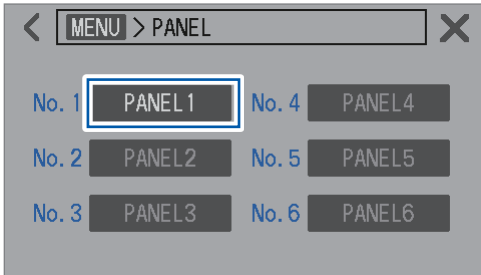 MENU > PANEL
No. 1 PANEL1 No. 4 PANEL4
No. 2 PANEL2 No. 5 PANEL5
No. 3 PANEL3 No. 6 PANEL6